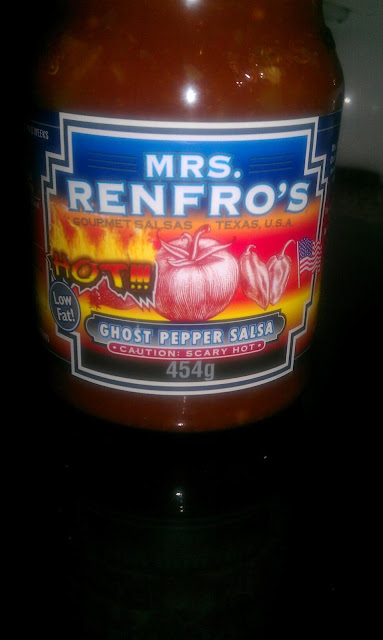 MRS.
RENFRO'S
GOURMET SALSAS TEXAS, U.S.A
HOT!!!
Low
Fat!
GHOST PEPPER SALSA
• CAUTION: SCARY HOT •
454g